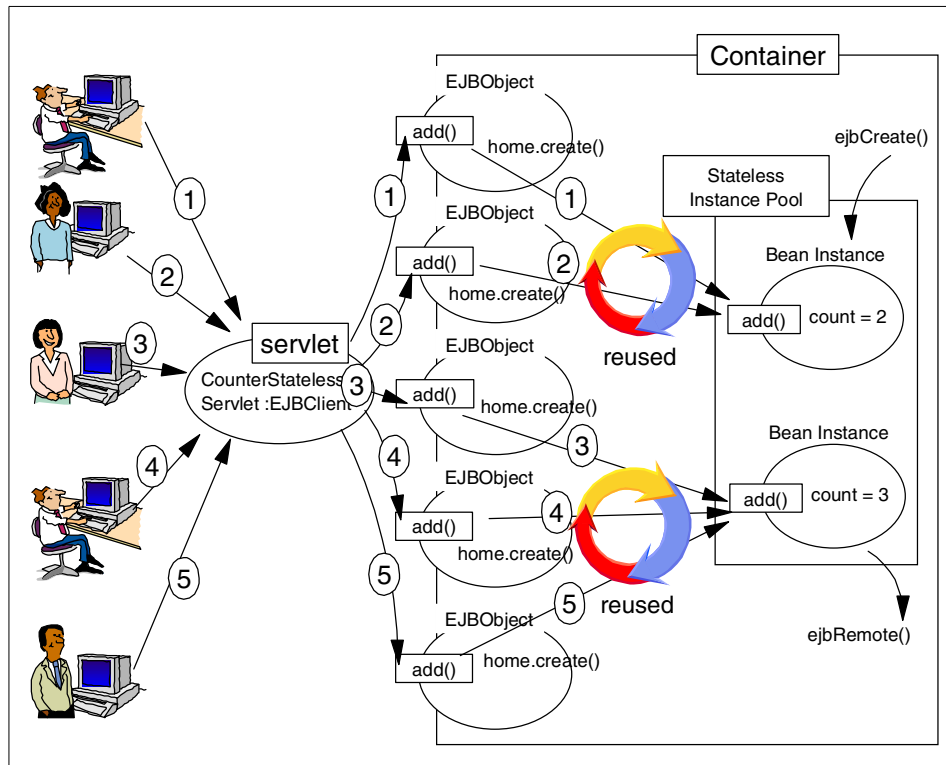 Container
EJBObject
add()
home.create()
1
1
1
ejbCreate()
Stateless
Instance Pool
EJBObject
add()
home.create()
2
2
2
reused
Bean Instance
add()
count = 2
servlet
CounterStateless
Servlet :EJBClient
3
3
EJBObject
add()
home.create()
3
Bean Instance
add()
count = 3
4
4
EJBObject
add()
home.create()
4
reused
5
5
EJBObject
add()
home.create()
5
ejbRemote()